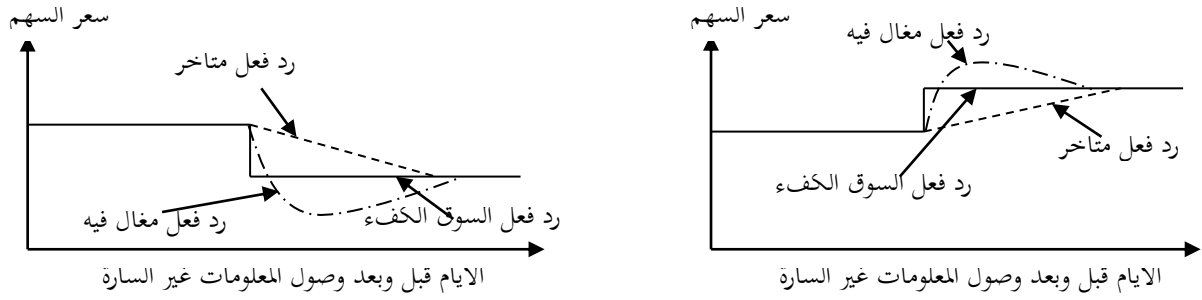 سعر السهم
رد فعل متاخر
رد فعل مغال فيه
رد فعل السوق الكفء
الايام قبل وبعد وصول المعلومات غير السارة
سعر السهم
رد فعل مغال فيه
رد فعل متاخر
رد فعل السوق الكفء
الايام قبل وبعد وصول المعلومات غير السارة